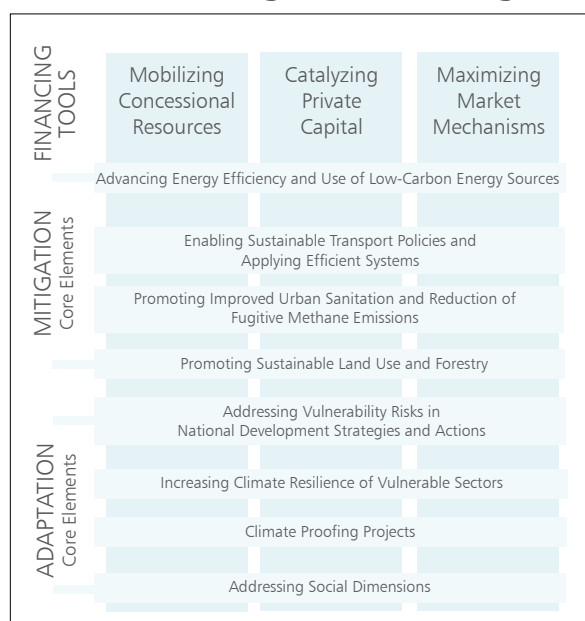 FINANCING
TOOLS
Mobilizing
Concessional
Resources
Catalyzing
Private
Capital
Maximizing
Market
Mechanisms
MITIGATION
Core Elements
Advancing Energy Efficiency and Use of Low-Carbon Energy Sources
Enabling Sustainable Transport Policies and
Applying Efficient Systems
Promoting Improved Urban Sanitation and Reduction of
Fugitive Methane Emissions
Promoting Sustainable Land Use and Forestry
ADAPTATION
Core Elements
Addressing Vulnerability Risks in
National Development Strategies and Actions
Increasing Climate Resilience of Vulnerable Sectors
Climate Proofing Projects
Addressing Social Dimensions